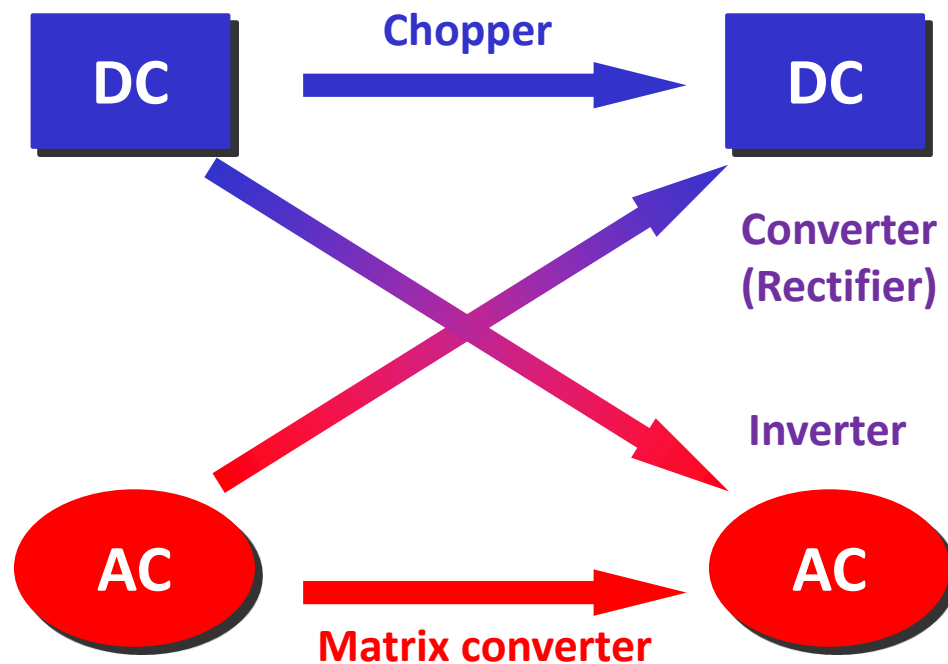 Chopper
DC
DC
Converter
(Rectifier)
Inverter
AC
AC
Matrix converter